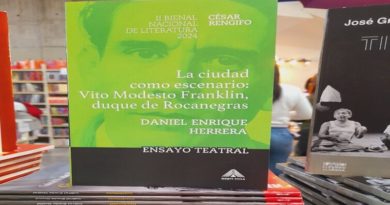 II BIENAL
NACIONAL
DE LITERATURA
2024
CÉSAR
RENGIFO
La ciudad
como escenario:
Vito Modesto Franklin,
duque de Rocanegras
DANIEL ENRIQUE
HERRERA
ENSAYO TEATRAL
José G
TI